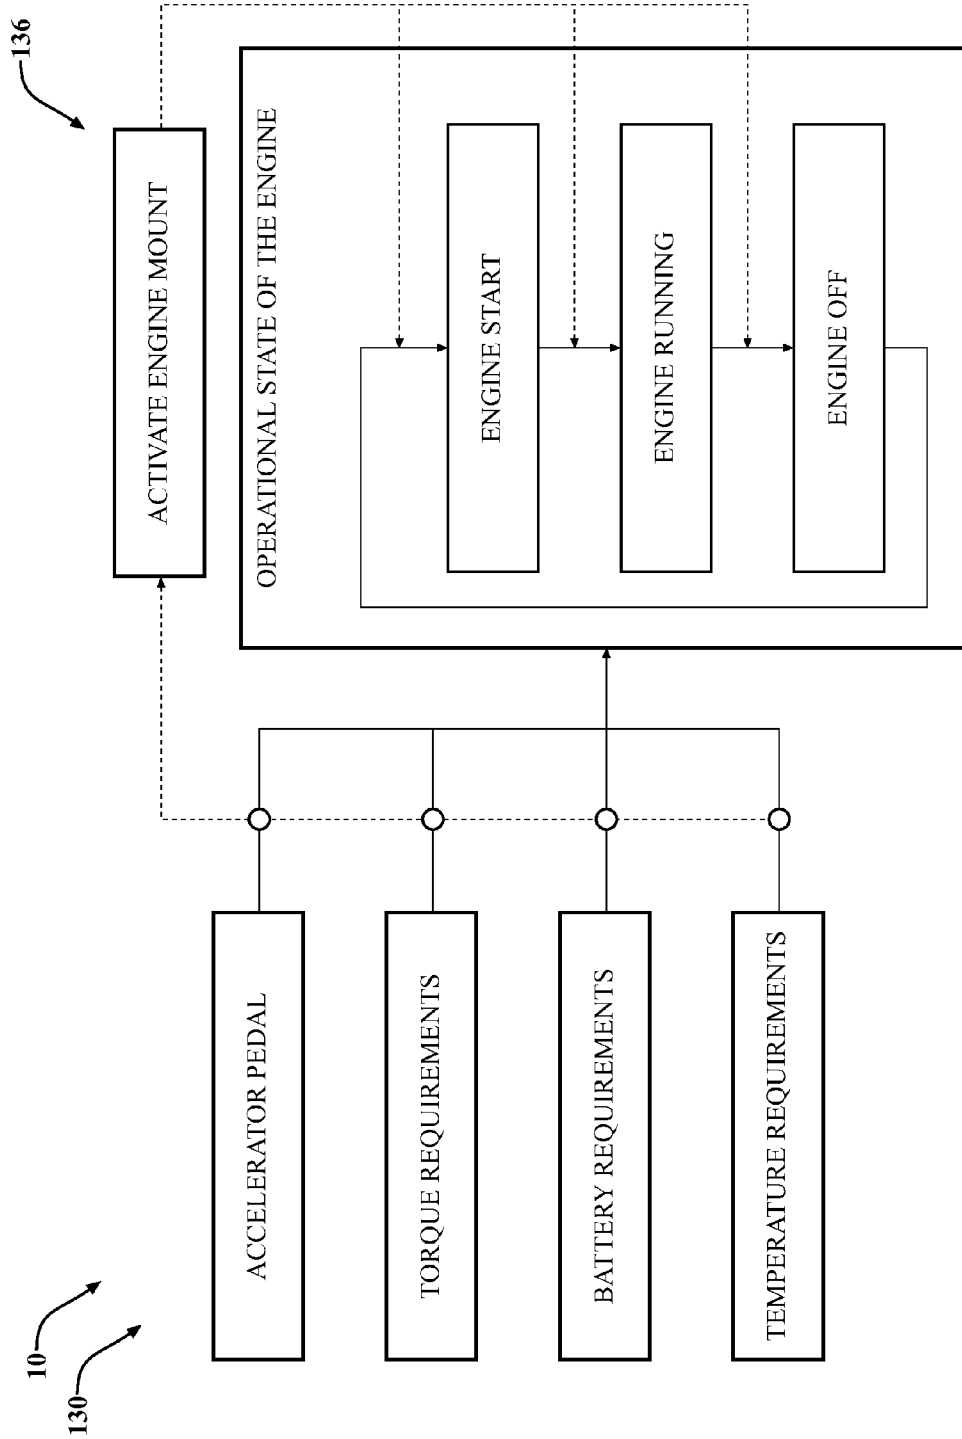 10
130
136
ACCELERATOR PEDAL
TORQUE REQUIREMENTS
BATTERY REQUIREMENTS
TEMPERATURE REQUIREMENTS
ACTIVATE ENGINE MOUNT
OPERATIONAL STATE OF THE ENGINE
ENGINE START
ENGINE RUNNING
ENGINE OFF